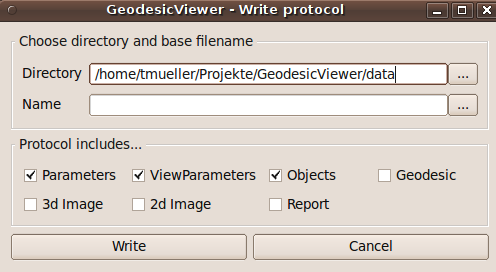 GeodesicViewer - Write protocol
Choose directory and base filename
Directory /home/tmueller/Projekte/GeodesicViewer/data ...
Name ...
Protocol includes...
Parameters ViewParameters Objects Geodesic
3d Image 2d Image Report
Write Cancel